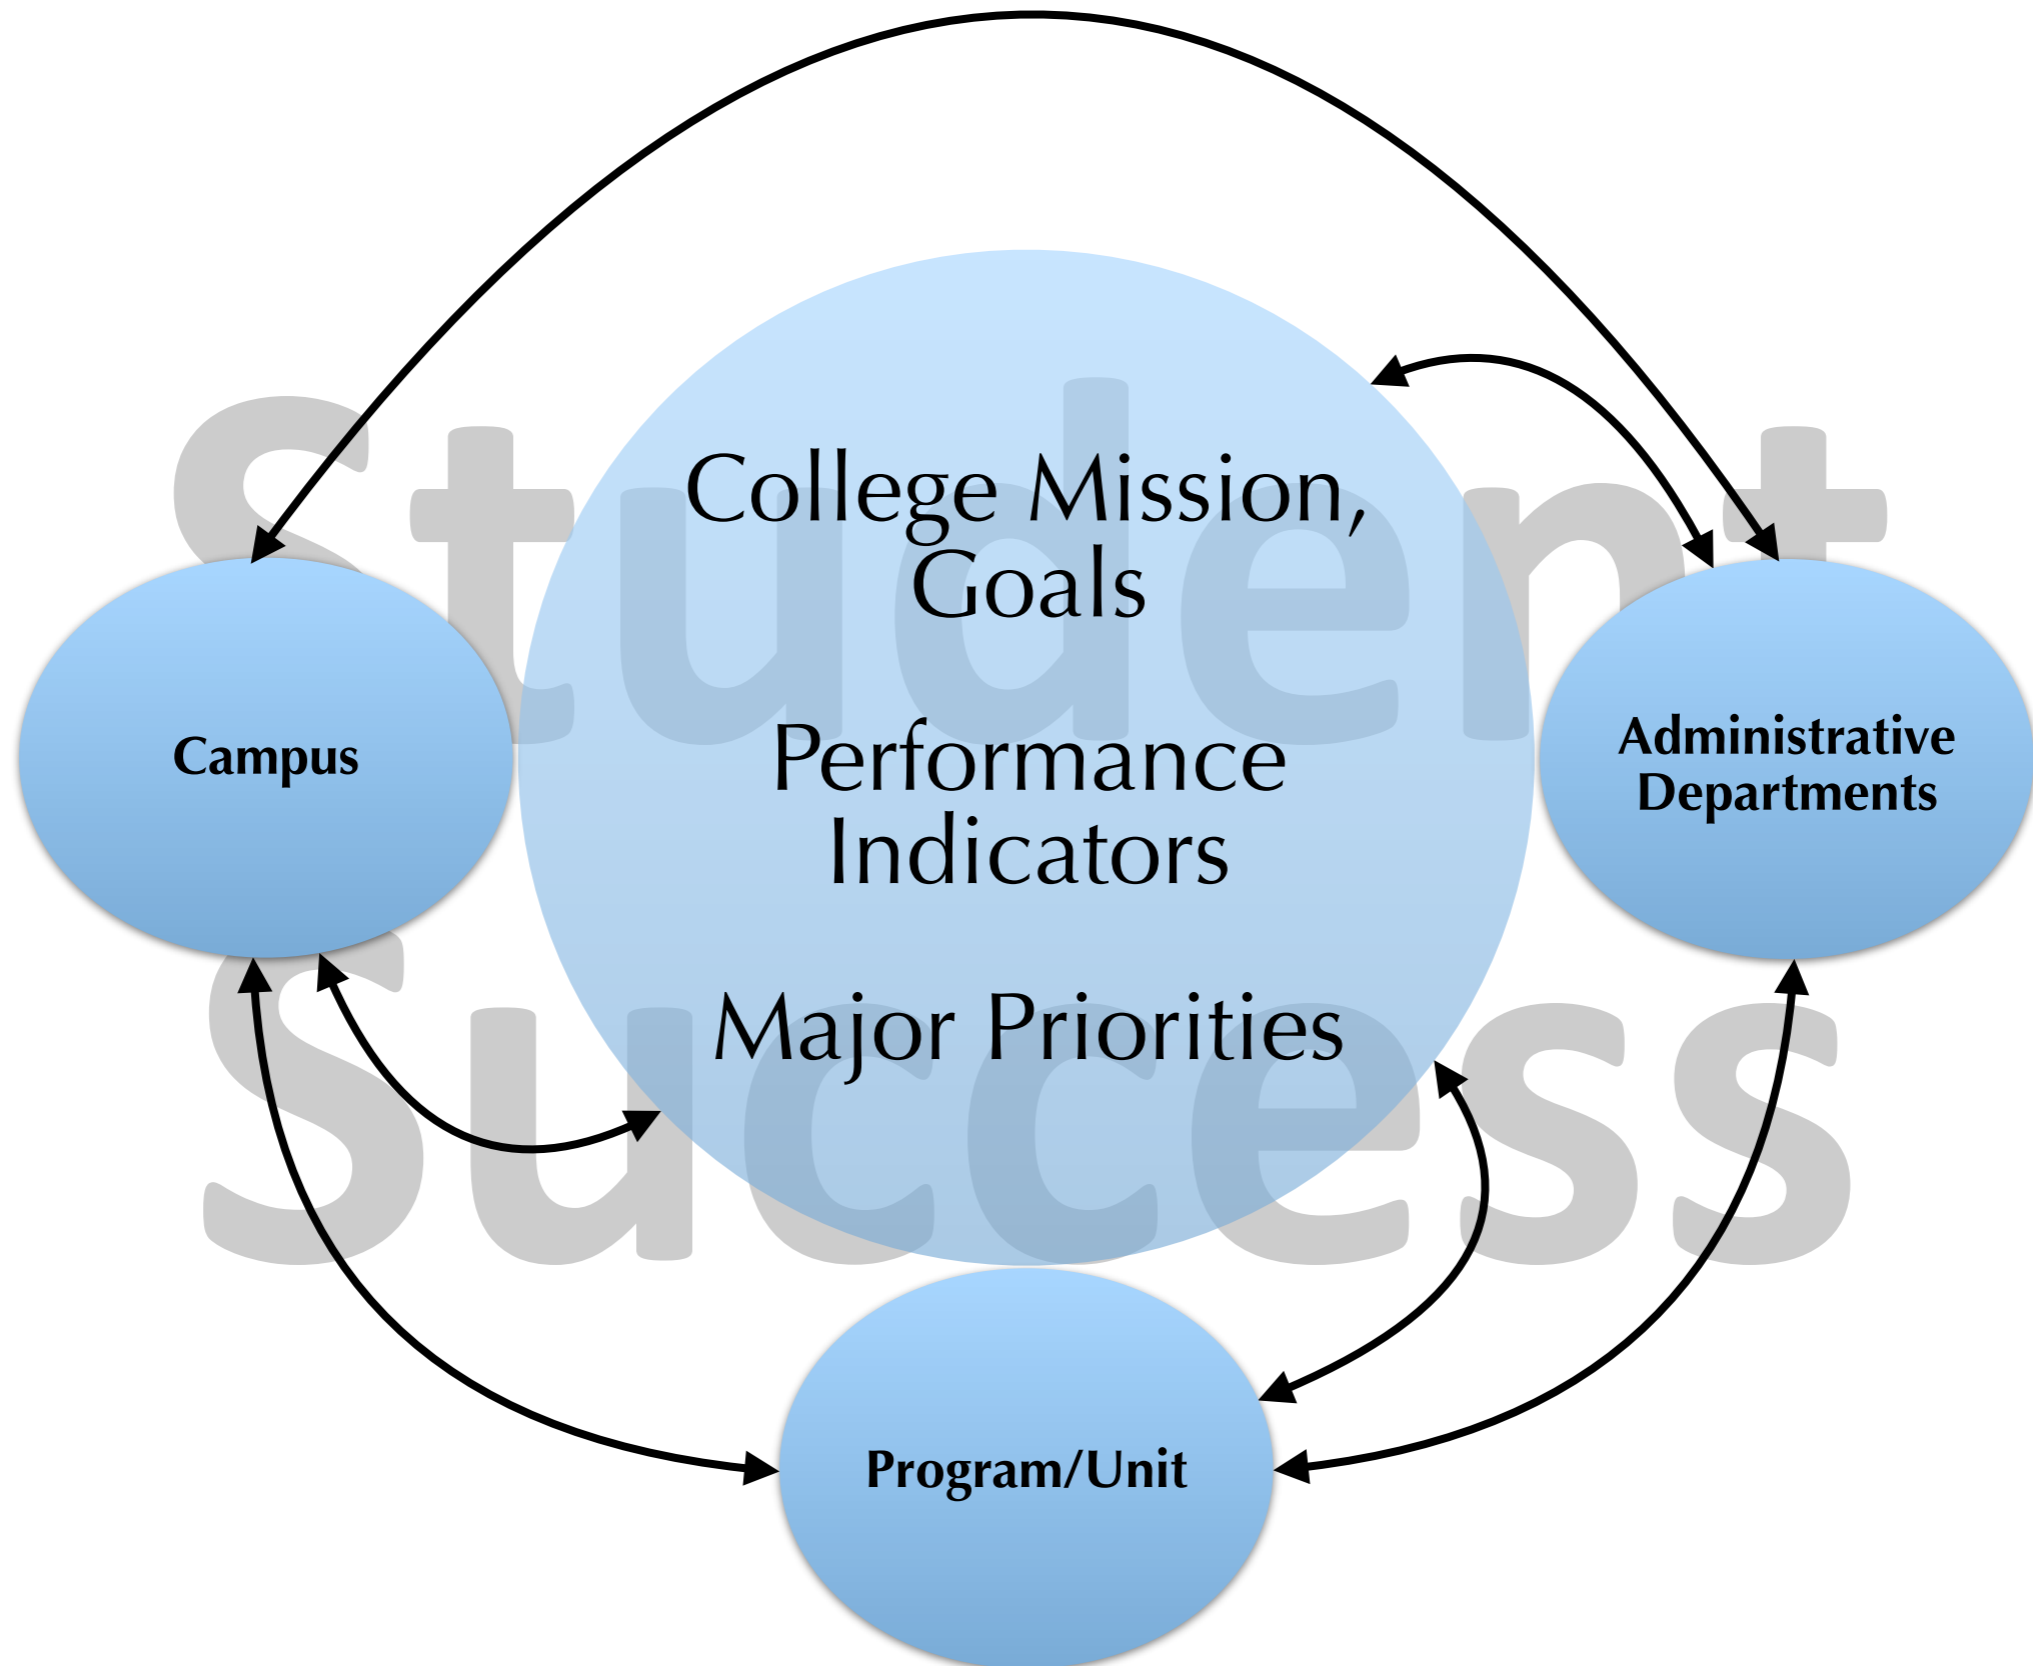 Student
Success
College Mission,
Goals
Performance
Indicators
Major Priorities
Campus
Administrative
Departments
Program/Unit